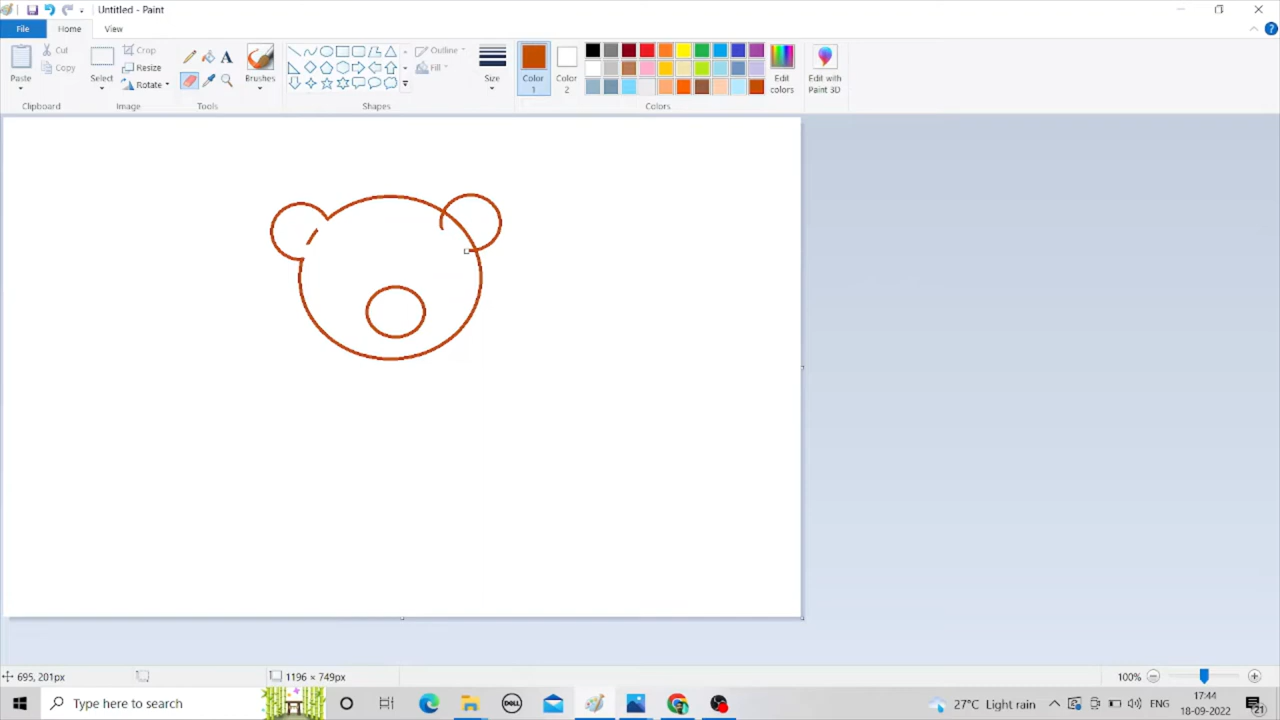 Untitled - Paint
File
Home
View
Paste
Cut
Copy
Clipboard
Select
Crop
Resize
Rotate
Image
A
Tools
Brushes
Outline
Fill
Shapes
Size
Color 1
Color 2
Edit colors
Colors
Edit with Paint 3D
695, 201px
1196 × 749px
100%
Type here to search
DELL
27°C Light rain
ENG
17:44
18-09-2022
21